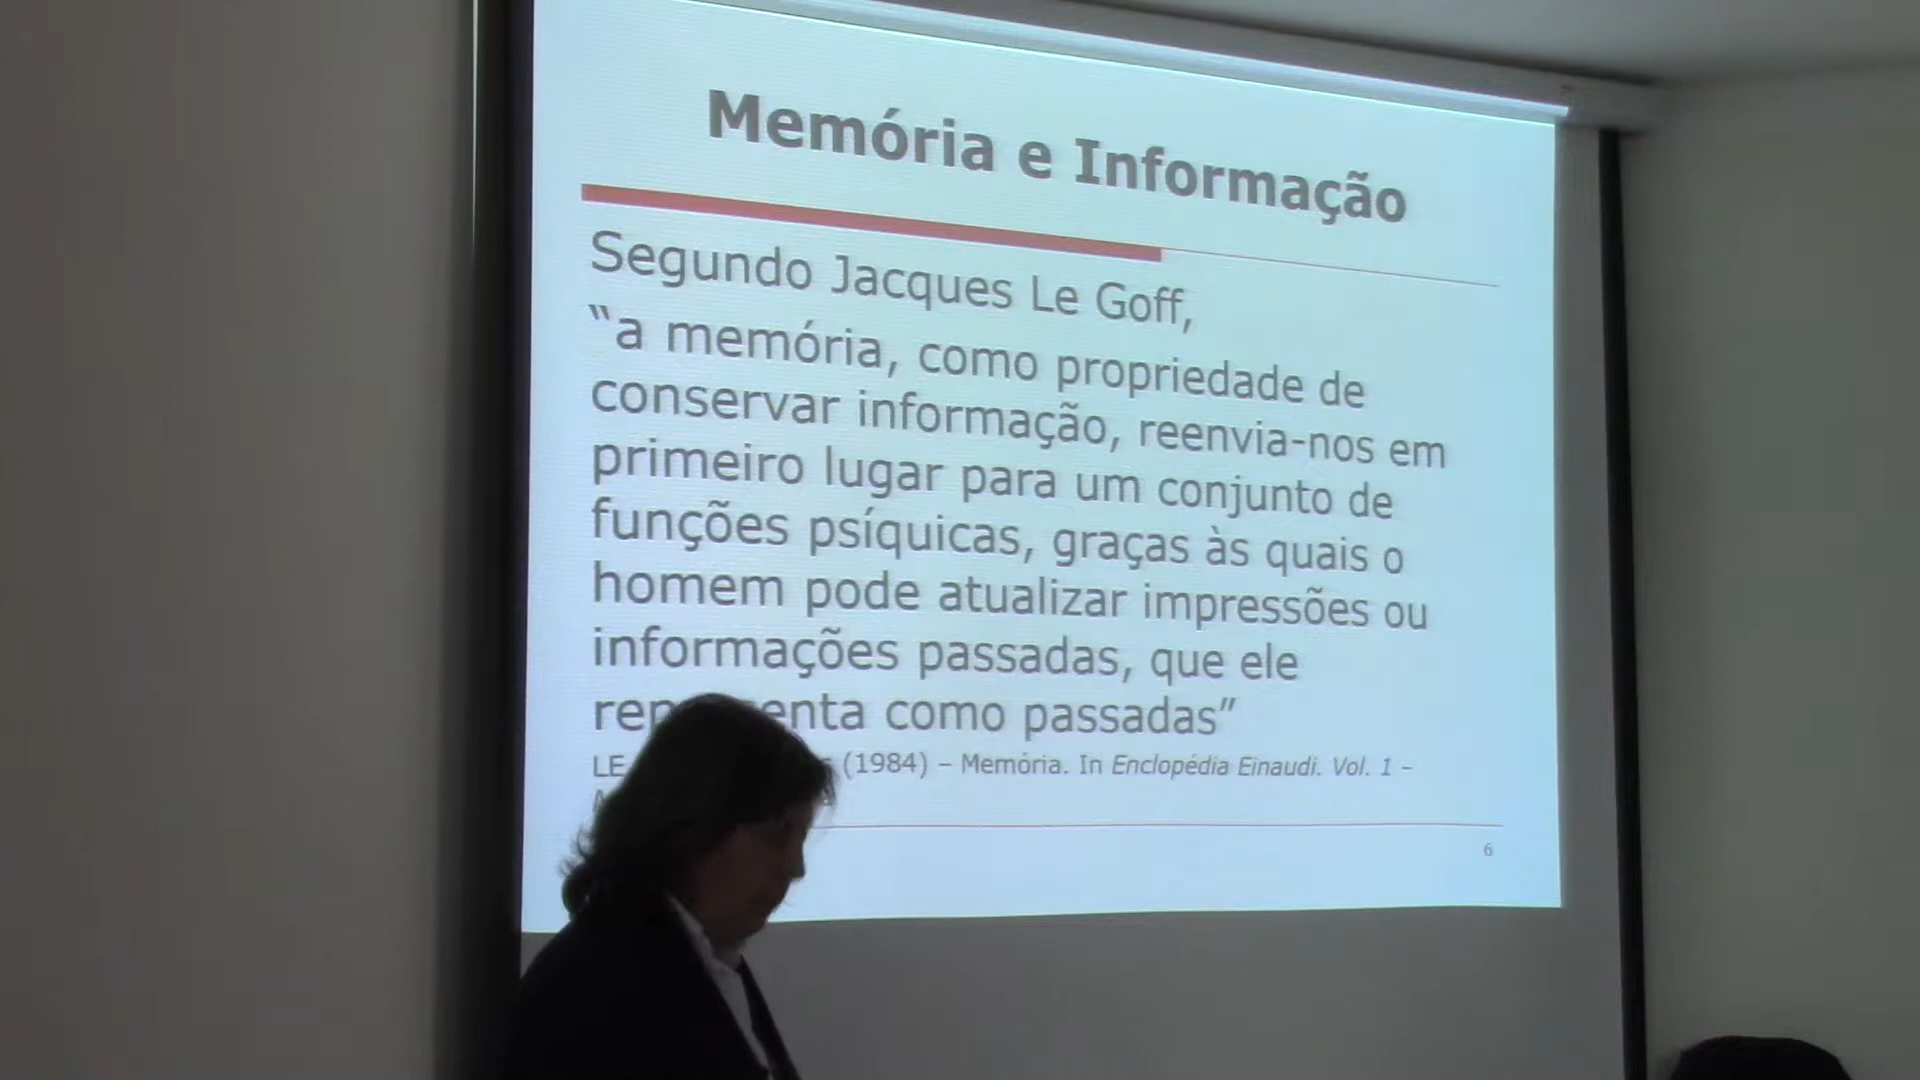 Memória e Informação
Segundo Jacques Le Goff,
“a memória, como propriedade de
conservar informação, reenvia-nos em
primeiro lugar para um conjunto de
funções psíquicas, graças às quais o
homem pode atualizar impressões ou
informações passadas, que ele
como passadas”
LE (1984) – Memória. In Enclopédia Einaudi. Vol. 1 –
6